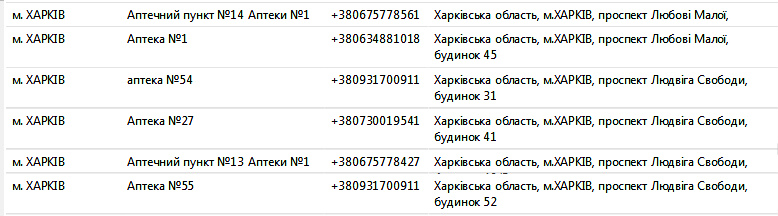 м. ХАРКІВ Аптечний пункт №14 Аптеки №1 +380675778561 Харківська область, м.ХАРКІВ, проспект Любові Малої,
м. ХАРКІВ Аптека №1 +380634881018 Харківська область, м.ХАРКІВ, проспект Любові Малої,
будинок 45
м. ХАРКІВ аптека №54 +380931700911 Харківська область, м.ХАРКІВ, проспект Людвіга Свободи,
будинок 31
м. ХАРКІВ Аптека №27 +380730019541 Харківська область, м.ХАРКІВ, проспект Людвіга Свободи,
будинок 41
м. ХАРКІВ Аптечний пункт №13 Аптеки №1 +380675778427 Харківська область, м.ХАРКІВ, проспект Людвіга Свободи,
м. ХАРКІВ Аптека №55 +380931700911 Харківська область, м.ХАРКІВ, проспект Людвіга Свободи,
будинок 52